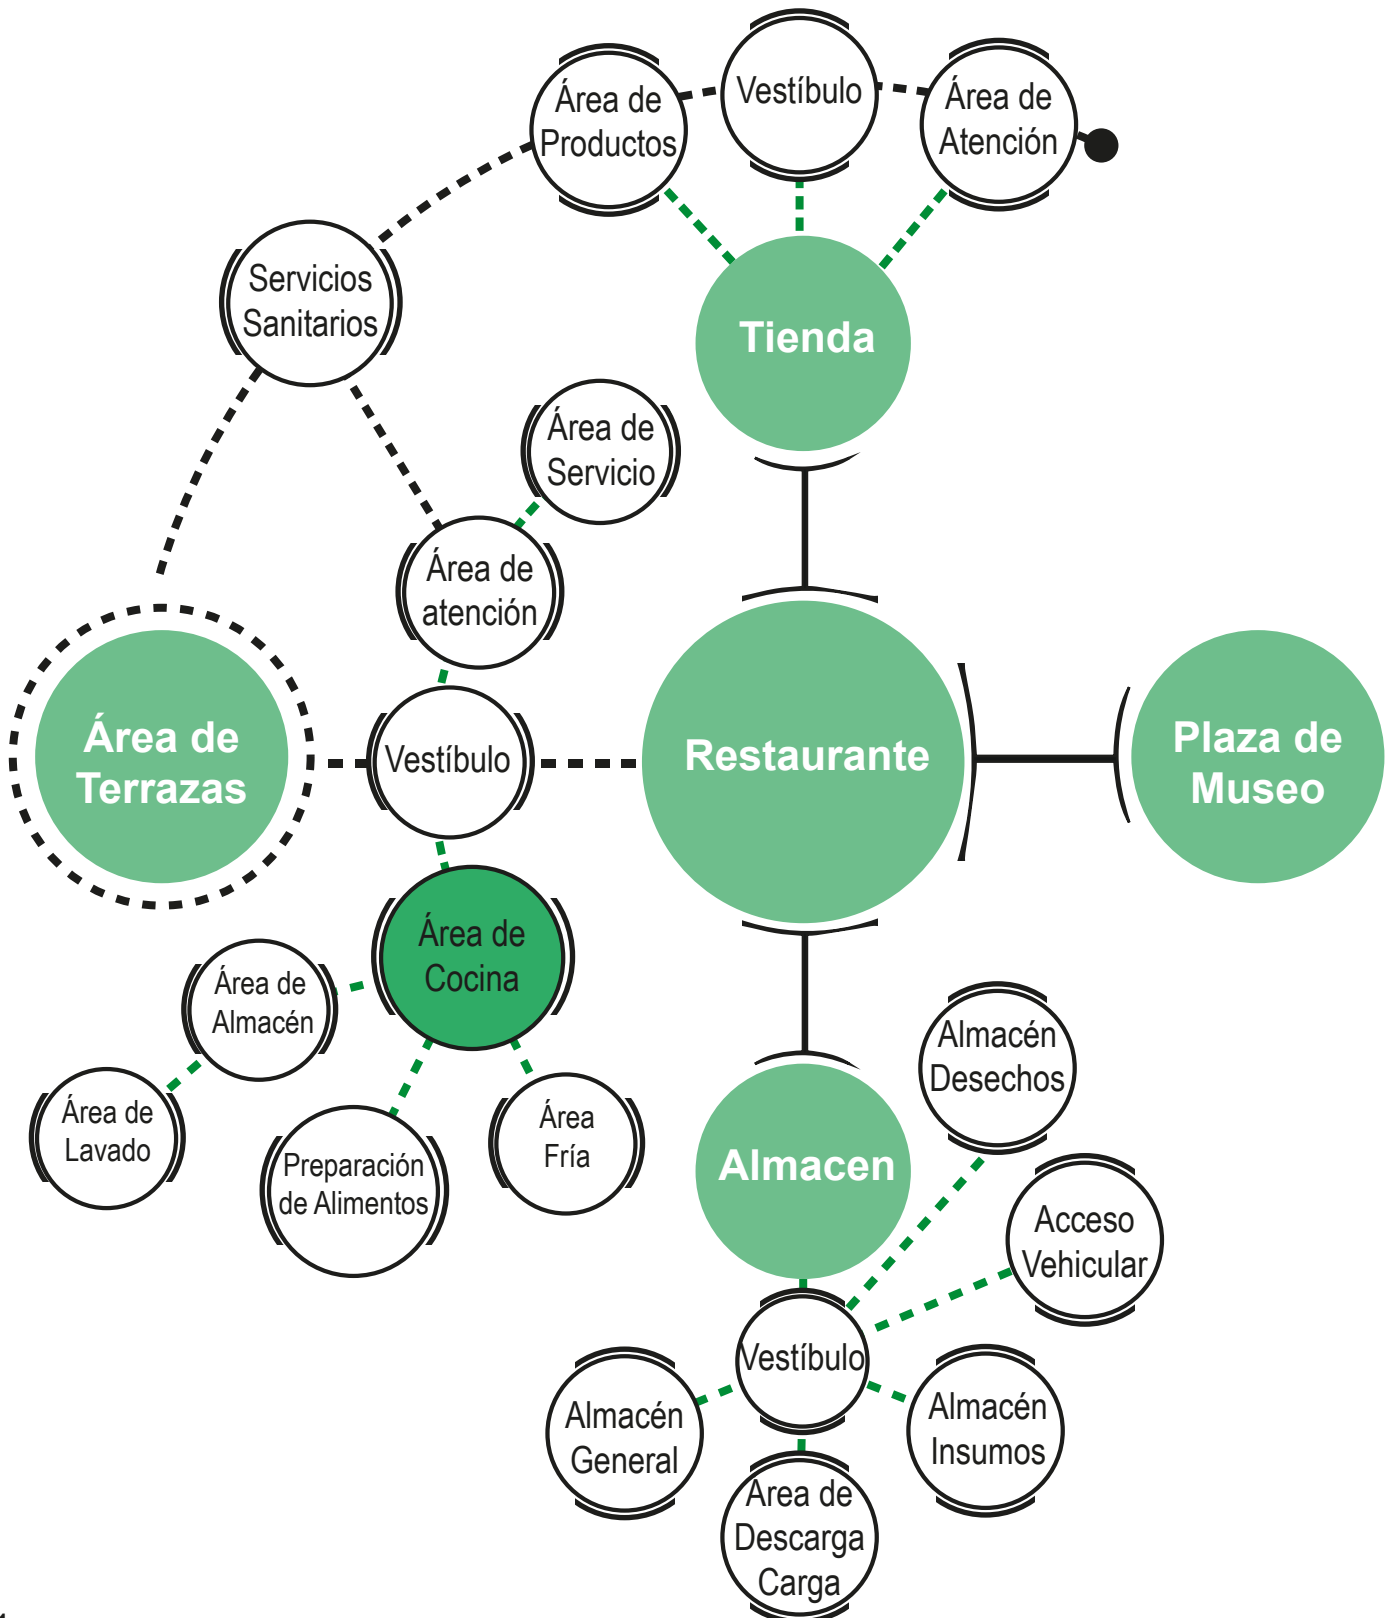 Vestíbulo
Área de
Productos
Área de
Atención
Servicios
Sanitarios
Tienda
Área de
Servicio
Área de
atención
Área de
Terrazas
Vestíbulo
Restaurante
Plaza de
Museo
Área de
Cocina
Área de
Almacén
Almacén
Desechos
Área de
Lavado
Preparación
de Alimentos
Área
Fría
Almacen
Acceso
Vehicular
Vestíbulo
Almacén
General
Almacén
Insumos
Area de
Descarga
Carga